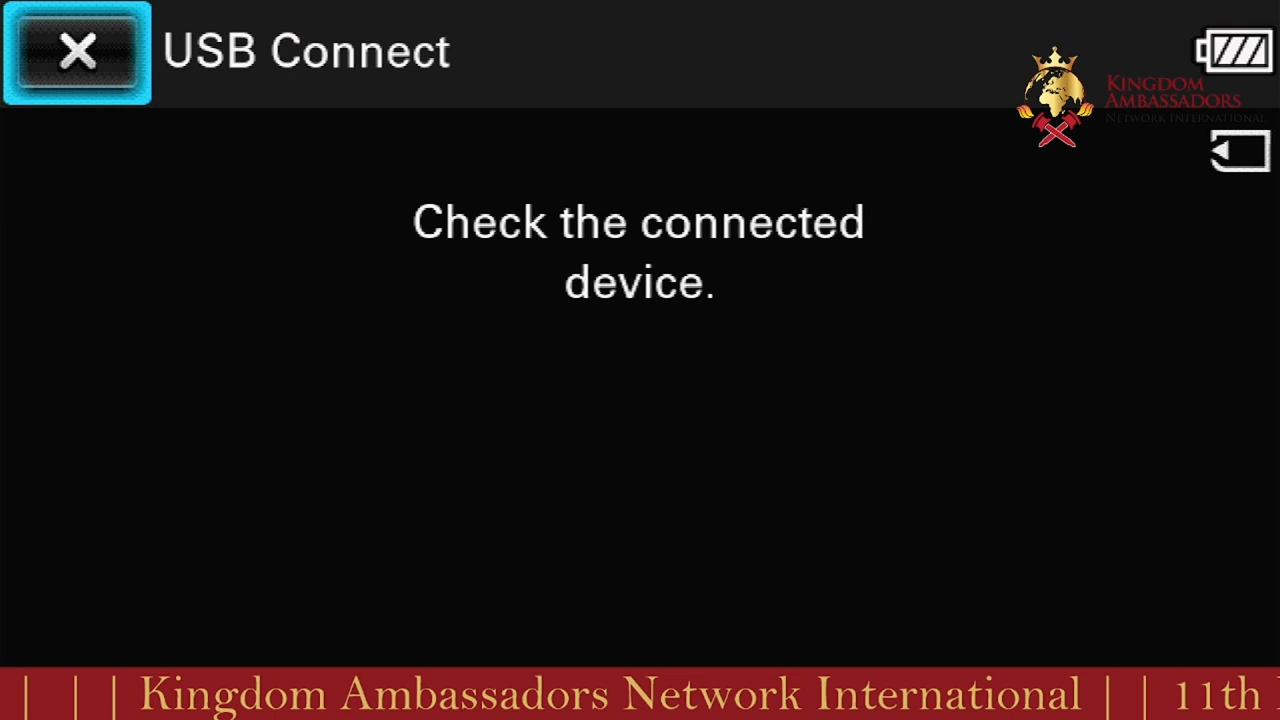 USB Connect
KINGDOM
AMBASSADORS
NETWORK INTERNATIONAL
Check the connected
device.
| | | Kingdom Ambassadors Network International | | 11th